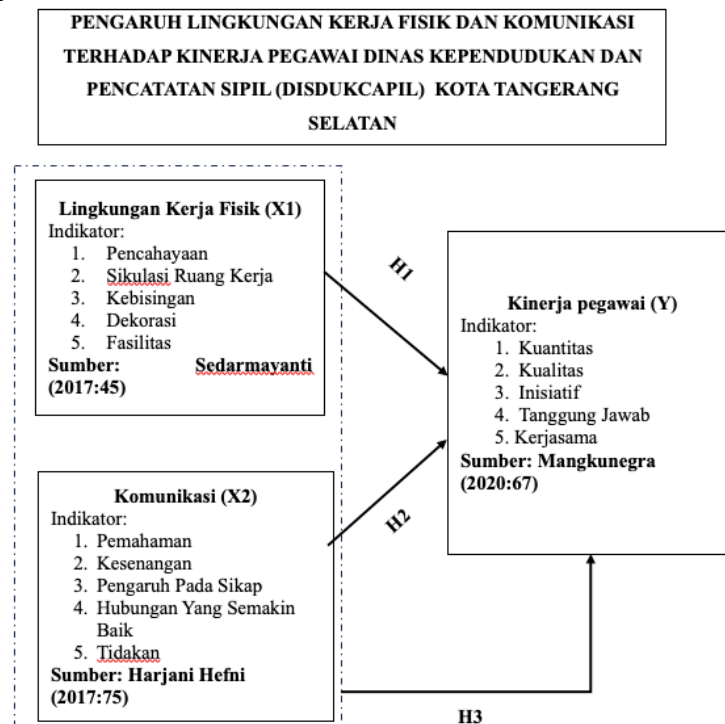 PENGARUH LINGKUNGAN KERJA FISIK DAN KOMUNIKASI
TERHADAP KINERJA PEGAWAI DINAS KEPENDUDUKAN DAN
PENCATATAN SIPIL (DISDUKCAPIL) KOTA TANGERANG
SELATAN
Lingkungan Kerja Fisik (X1)
Indikator:
1. Pencahayaan
2. Sikulasi Ruang Kerja
3. Kebisingan
4. Dekorasi
5. Fasilitas
Sumber: Sedarmayanti
(2017:45)
H1
Kinerja pegawai (Y)
Indikator:
1. Kuantitas
2. Kualitas
3. Inisiatif
4. Tanggung Jawab
5. Kerjasama
Sumber: Mangkunegra
(2020:67)
Komunikasi (X2)
Indikator:
1. Pemahaman
2. Kesenangan
3. Pengaruh Pada Sikap
4. Hubungan Yang Semakin
Baik
5. Tidakan
Sumber: Harjani Hefni
(2017:75)
H2
H3